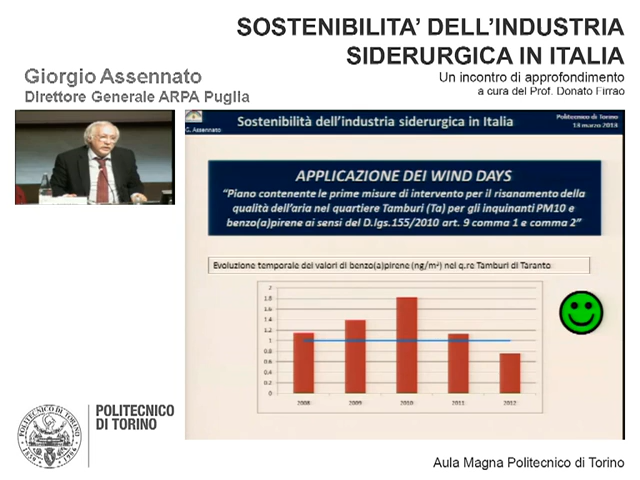 SOSTENIBILITA' DELL'INDUSTRIA
SIDERURGICA IN ITALIA
Giorgio Assennato
Direttore Generale ARPA Puglia
Un incontro di approfondimento
a cura del Prof. Donato Firrao
G. Assennato
Sostenibilità dell'industria siderurgica in Italia
Politecnico di Torino
13 marzo 2013
APPLICAZIONE DEI WIND DAYS
"Piano contenente le prime misure di intervento per il risanamento della
qualità dell'aria nel quartiere Tamburi (Ta) per gli inquinanti PM10 e
benzo(a)pirene ai sensi del D.lgs.155/2010 art. 9 comma 1 e comma 2"
Evoluzione temporale dei valori di benzo(a)pirene (ng/m³) nel q.re Tamburi di Taranto
2
1.8
1.6
1.4
1.2
1
0.8
0.6
0.4
0.2
0
2008 2009 2010 2011 2012
POLITECNICO DI TORINO
1859 1906
POLITECNICO
DI TORINO
Aula Magna Politecnico di Torino